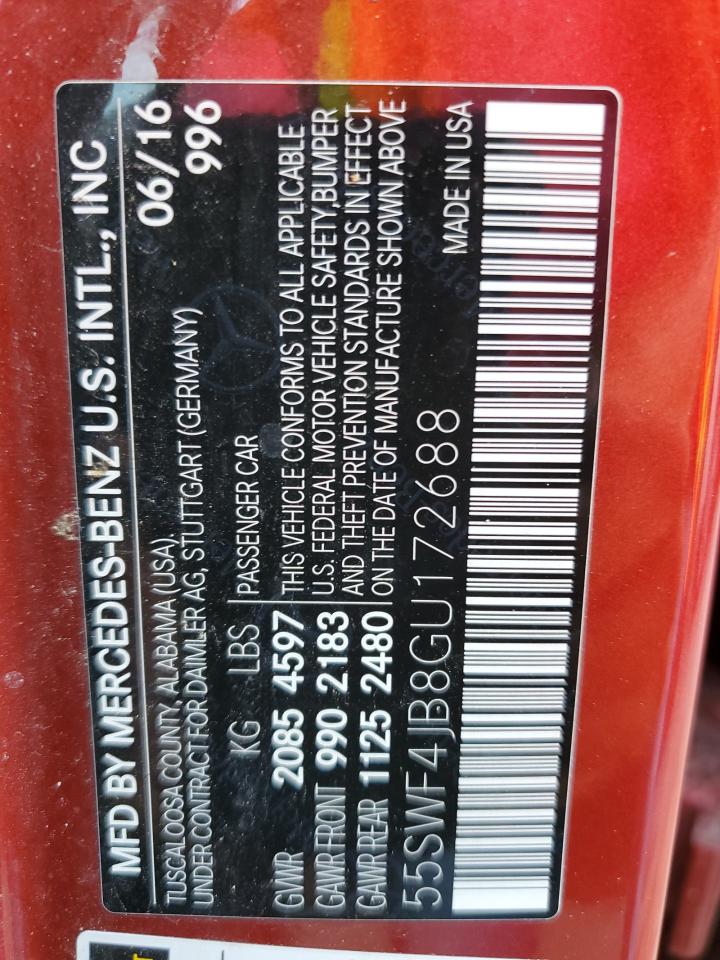 MFD BY MERCEDES-BENZ U.S. INTL., INC
TUSCALOOSA COUNTY, ALABAMA (USA) 06/16
UNDER CONTRACT FOR DAIMLER AG, STUTTGART (GERMANY) 996
KG LBS PASSENGER CAR
GVWR 2085 4597 THIS VEHICLE CONFORMS TO ALL APPLICABLE
GAWR FRONT 990 2183 U.S. FEDERAL MOTOR VEHICLE SAFETY,BUMPER
AND THEFT PREVENTION STANDARDS IN EFFECT
GAWR REAR 1125 2480 ON THE DATE OF MANUFACTURE SHOWN ABOVE
55SWF4JB8GU172688 MADE IN USA